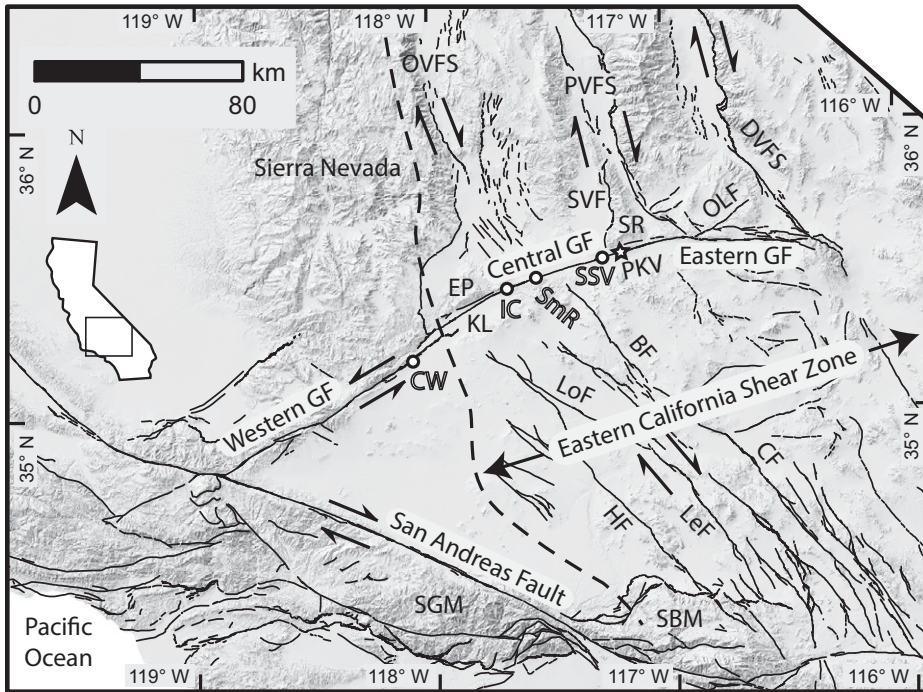 119° W
118° W
117° W
km
0
80
116° W
36° N
36° N
N
OVFS
PVFS
DVFS
Sierra Nevada
SVF
SR
OLF
Central GF
Eastern GF
SSV
PKV
EP
IC
SmR
KL
CW
Western GF
BF
LoF
Eastern California Shear Zone
CF
35° N
35° N
HF
LeF
San Andreas Fault
SGM
SBM
Pacific
Ocean
119° W
118° W
117° W
116° W